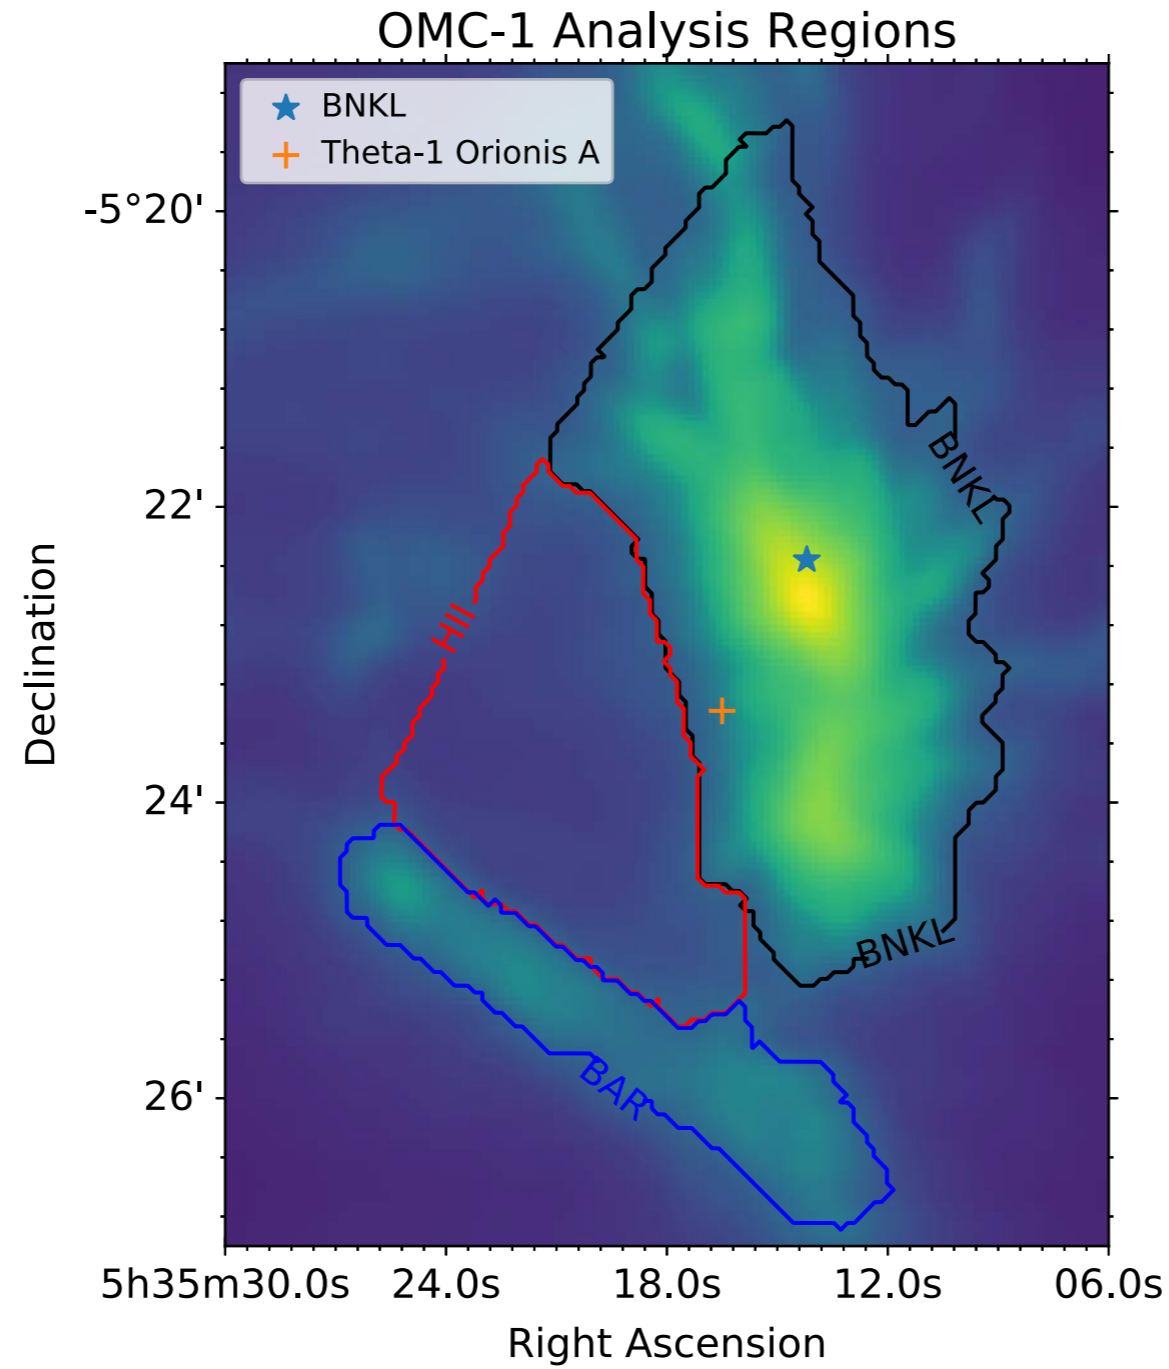 OMC-1 Analysis Regions
BNKL
Theta-1 Orionis A
-5°20'
22'
24'
26'
Declination
BNKL
HII
BNKL
BAR
5h35m30.0s 24.0s 18.0s 12.0s 06.0s
Right Ascension